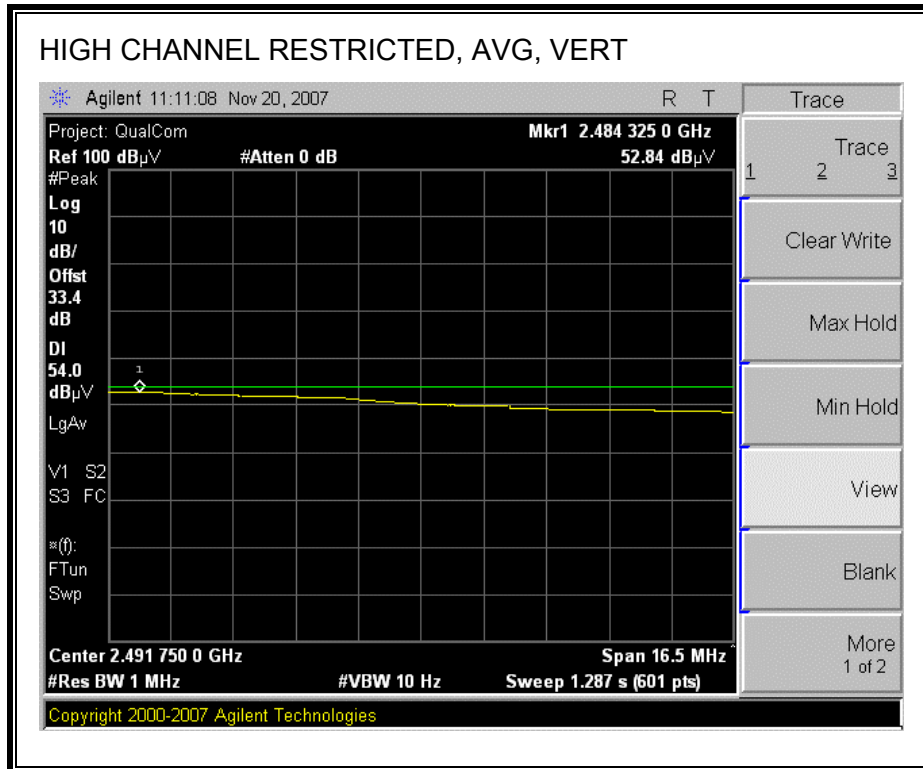 HIGH CHANNEL RESTRICTED, AVG, VERT
Agilent 11:11:08 Nov 20, 2007 R T
Project: QualCom Mkr1 2.484 325 0 GHz
Ref 100 dBµV #Atten 0 dB 52.84 dBµV
#Peak
Log
10
dB/
Offst
33.4
dB
DI
54.0
dBµV
LgAv
V1 S2
S3 FC
¤(f):
FTun
Swp
1
Center 2.491 750 0 GHz Span 16.5 MHz^
#Res BW 1 MHz #VBW 10 Hz Sweep 1.287 s (601 pts)
Copyright 2000-2007 Agilent Technologies
Trace
Trace
1 2 3
Clear Write
Max Hold
Min Hold
View
Blank
More
1 of 2